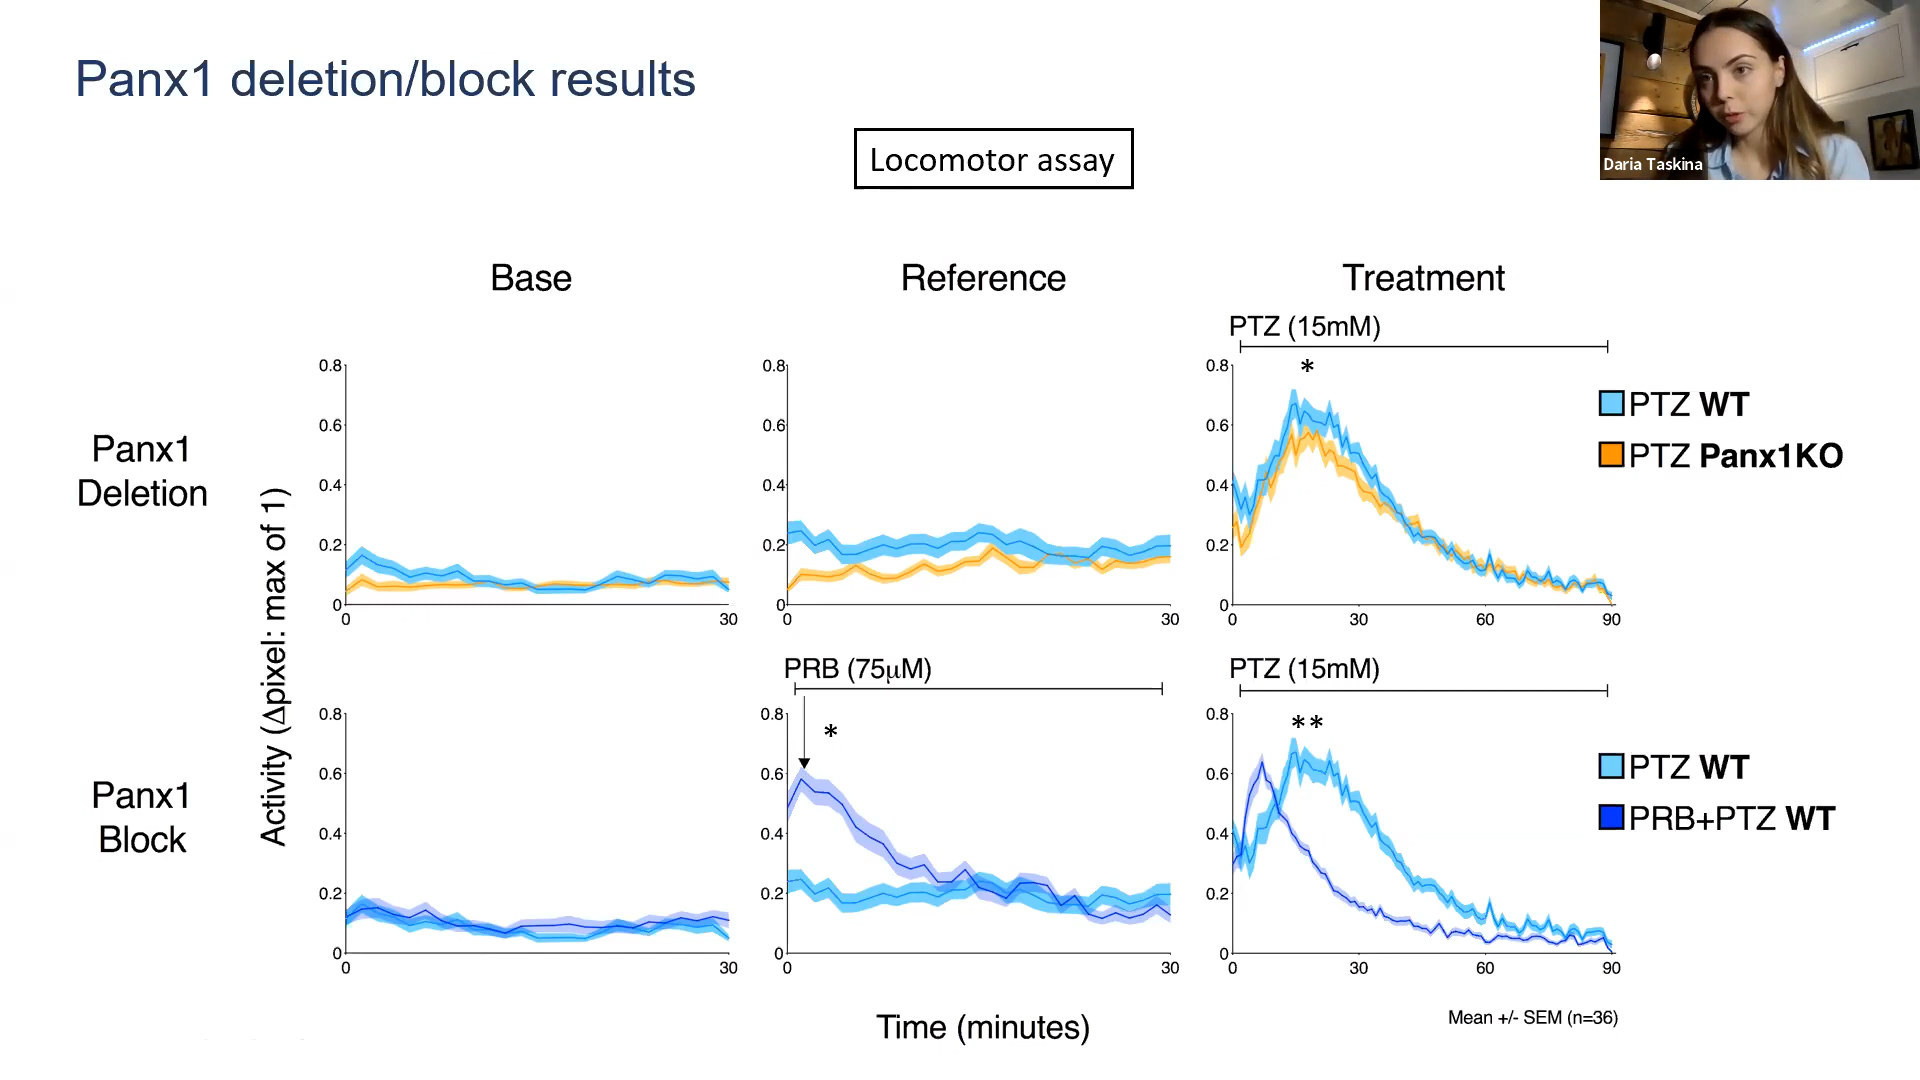 Panx1 deletion/block results
Daria Taskina
Locomotor assay
Base
Reference
Treatment
PTZ (15mM)
Panx1
Deletion
Activity (Δpixel: max of 1)
0.8
0.6
0.4
0.2
0
0
30
0.8
0.6
0.4
0.2
0
0
30
0.8
0.6
0.4
0.2
0
0
30
60
90
*
PTZ WT
PTZ Panx1KO
Panx1
Block
PRB (75μM)
PTZ (15mM)
0.8
0.6
0.4
0.2
0
0
30
0.8
0.6
0.4
0.2
0
0
30
*
0.8
0.6
0.4
0.2
0
0
30
60
90
**
PTZ WT
PRB+PTZ WT
Time (minutes)
Mean +/- SEM (n=36)